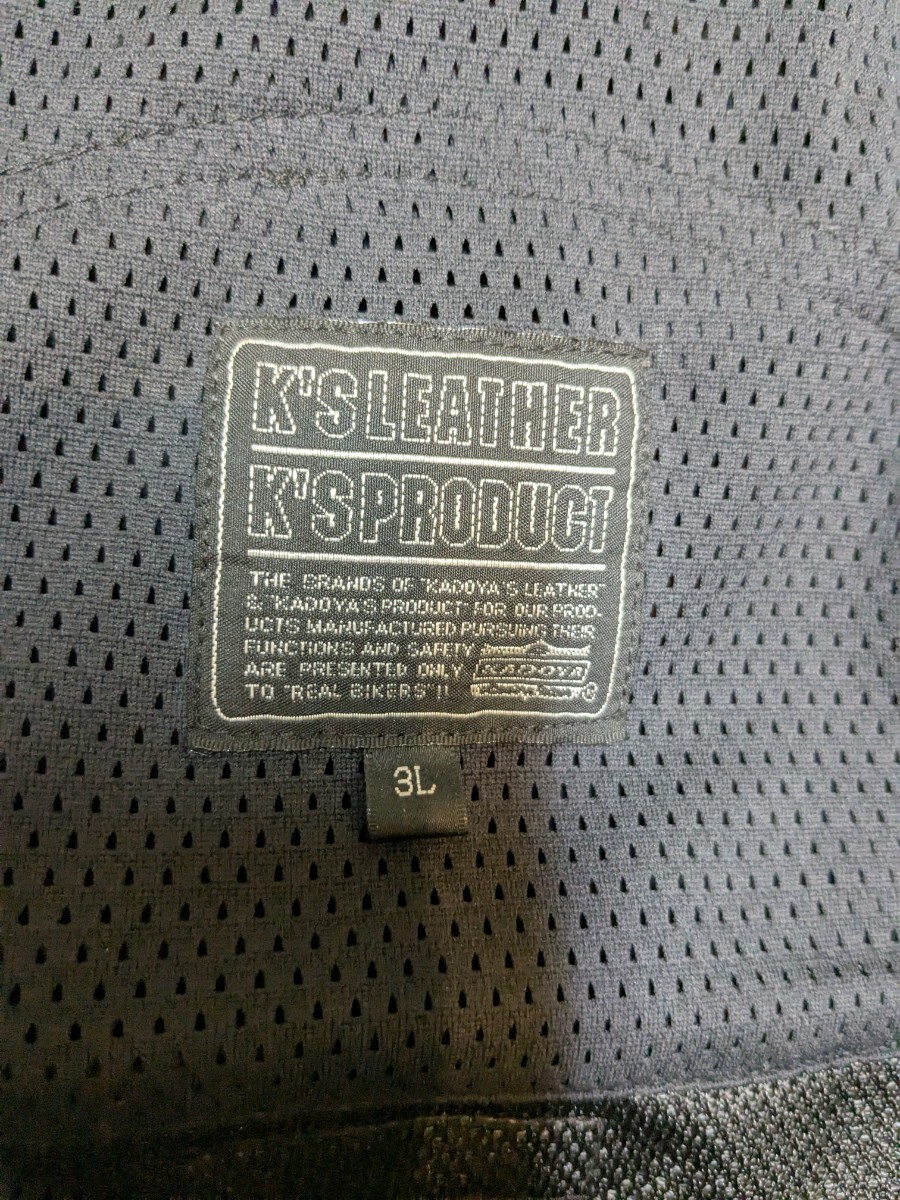 K'S LEATHER
K'S PRODUCT
THE BRANDS OF "KADOYA'S LEATHER"
& "KADOYA'S PRODUCT" FOR OUR PROD-
UCTS MANUFACTURED PURSUING THEIR
FUNCTIONS AND SAFETY
ARE PRESENTED ONLY
TO "REAL BIKERS"!!
KADOYA
3L